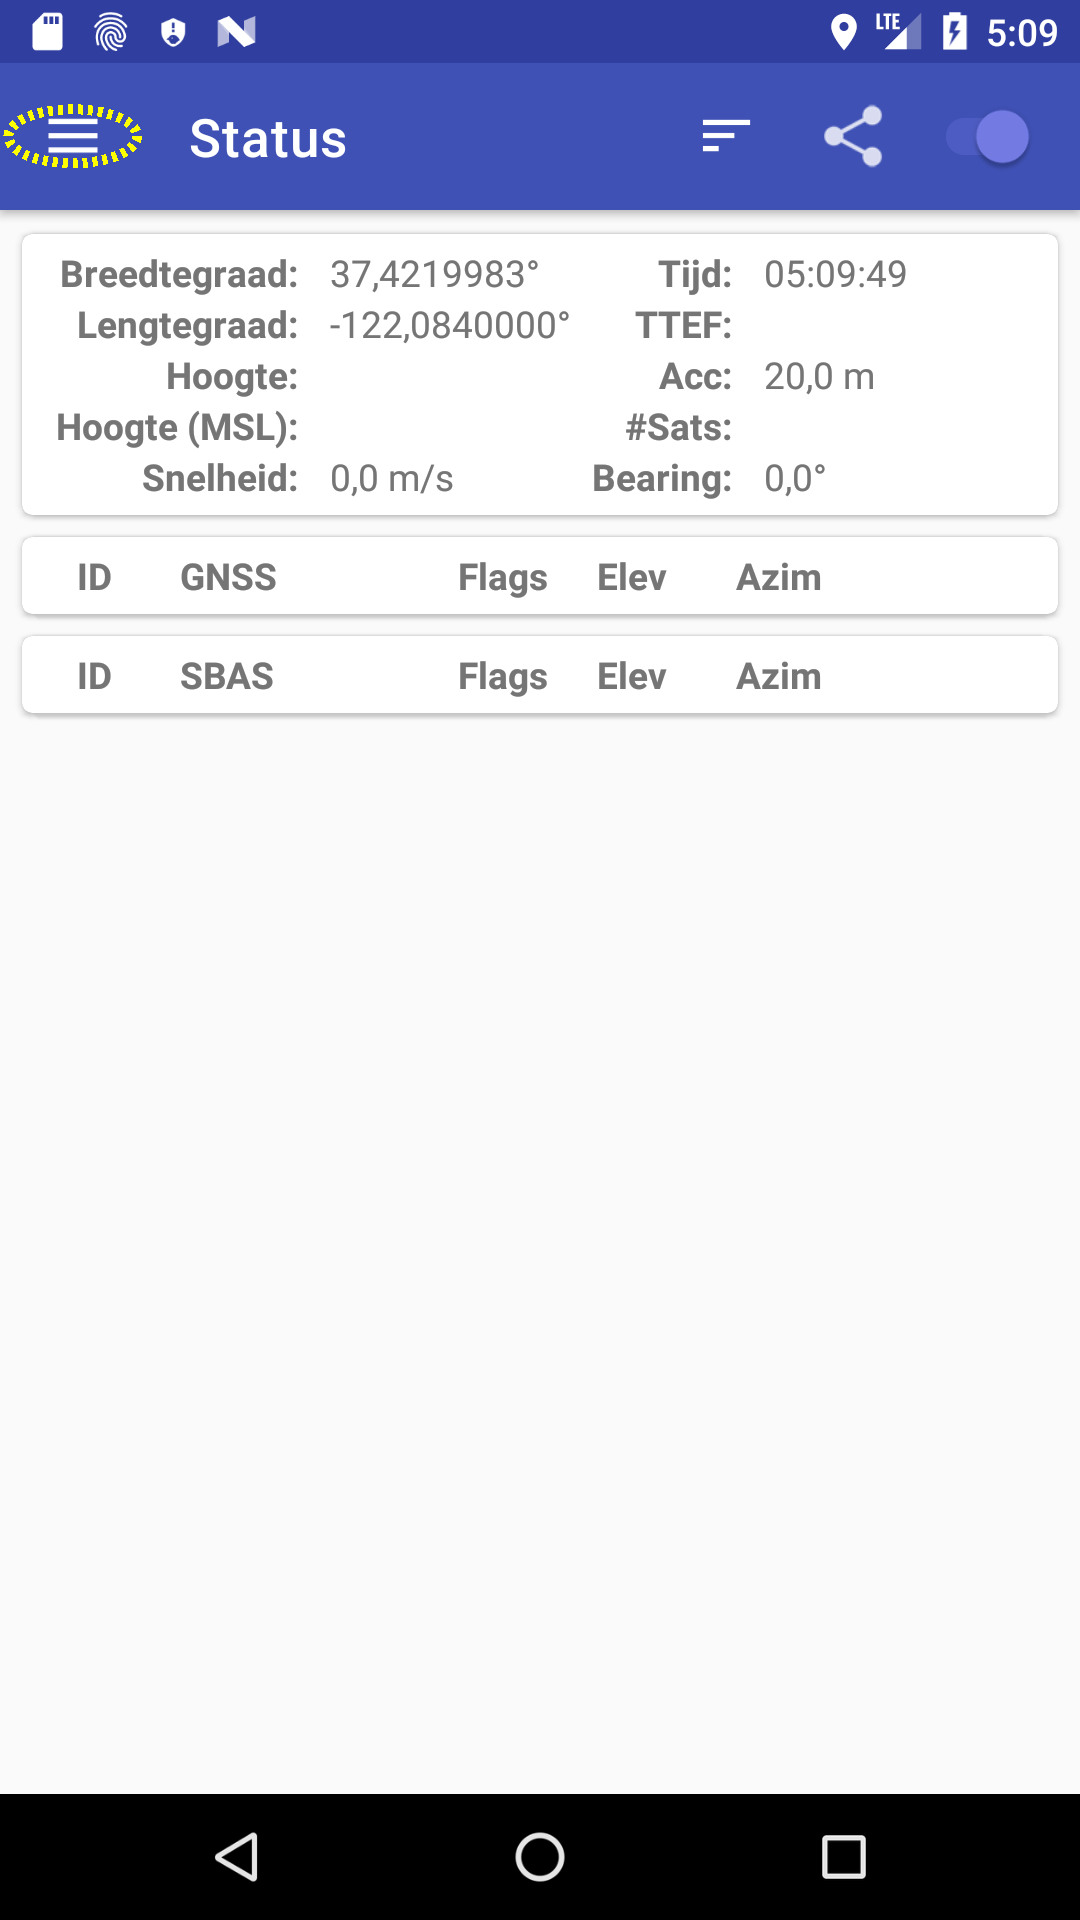 LTE 5:09
Status
Breedtegraad: 37,4219983° Tijd: 05:09:49
Lengtegraad: -122,0840000° TTEF:
Hoogte: Acc: 20,0 m
Hoogte (MSL): #Sats:
Snelheid: 0,0 m/s Bearing: 0,0°
ID GNSS Flags Elev Azim
ID SBAS Flags Elev Azim